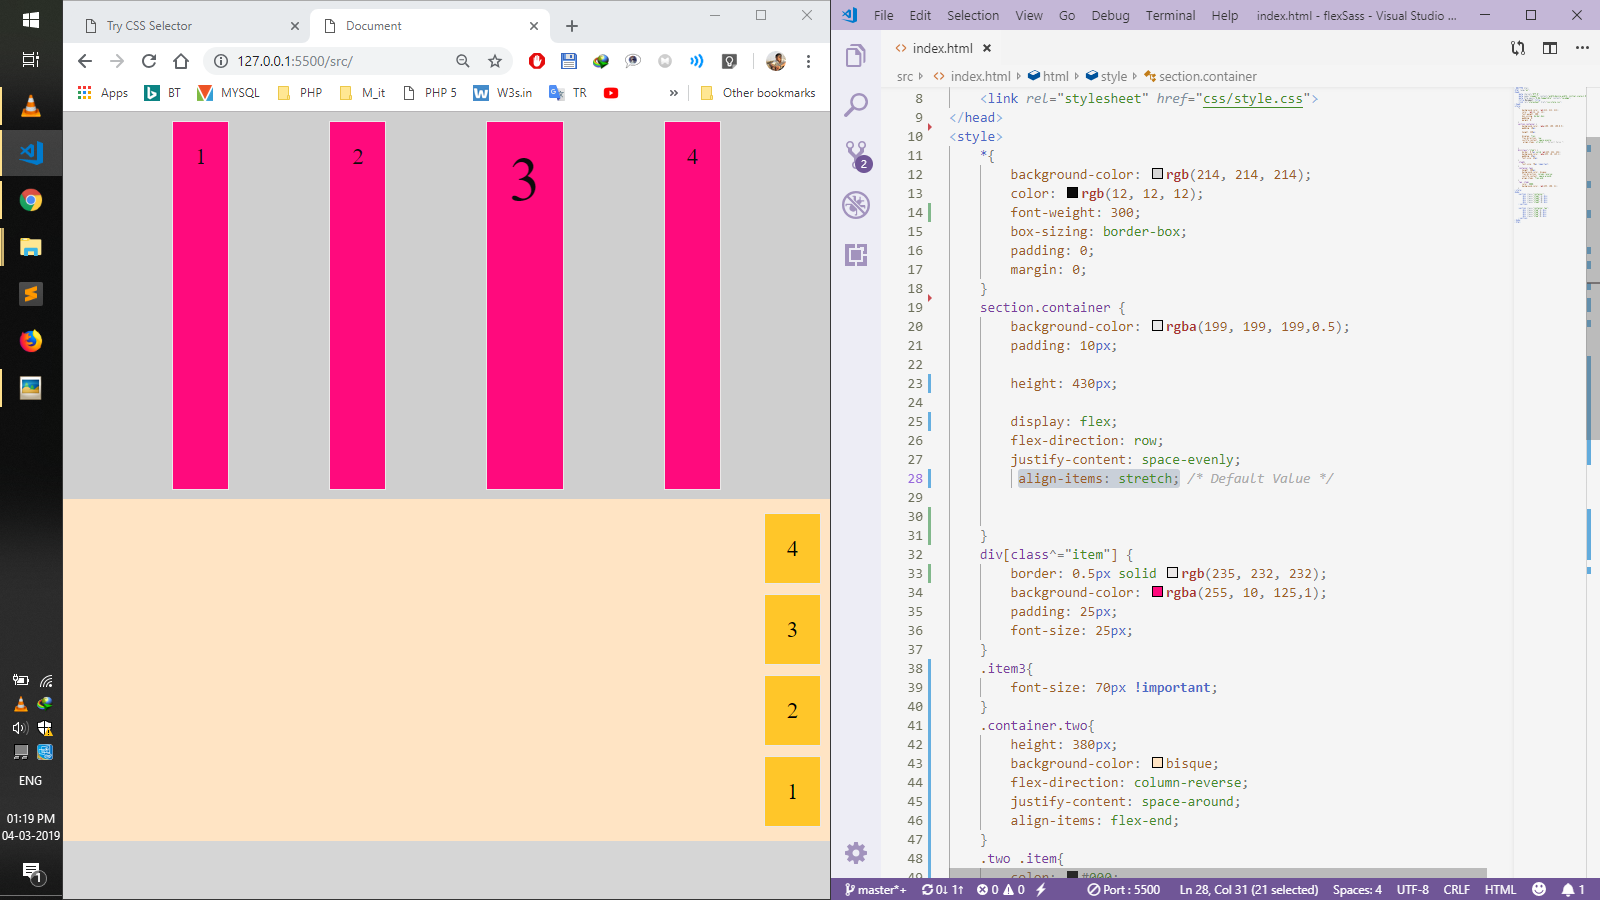 Try CSS Selector
Document
127.0.0.1:5500/src/
Apps
BT
MYSQL
PHP
M_it
PHP 5
W3s.in
TR
»
Other bookmarks
1
2
3
4
4
3
2
1
ENG
01:19 PM
04-03-2019
1
File Edit Selection View Go Debug Terminal Help
index.html - flexSass - Visual Studio ...
index.html
src
index.html
html
style
section.container
2
8 <link rel="stylesheet" href="css/style.css">
9 </head>
10 <style>
11 *{
12 background-color: rgb(214, 214, 214);
13 color: rgb(12, 12, 12);
14 font-weight: 300;
15 box-sizing: border-box;
16 padding: 0;
17 margin: 0;
18 }
19 section.container {
20 background-color: rgba(199, 199, 199,0.5);
21 padding: 10px;
22
23 height: 430px;
24
25 display: flex;
26 flex-direction: row;
27 justify-content: space-evenly;
28 align-items: stretch; /* Default Value */
29
30
31 }
32 div[class^="item"] {
33 border: 0.5px solid rgb(235, 232, 232);
34 background-color: rgba(255, 10, 125,1);
35 padding: 25px;
36 font-size: 25px;
37 }
38 .item3{
39 font-size: 70px !important;
40 }
41 .container.two{
42 height: 380px;
43 background-color: bisque;
44 flex-direction: column-reverse;
45 justify-content: space-around;
46 align-items: flex-end;
47 }
48 .two .item{
49 color: #000;
master*+
0↓ 1↑
0
0
Port : 5500
Ln 28, Col 31 (21 selected)
Spaces: 4
UTF-8
CRLF
HTML
1